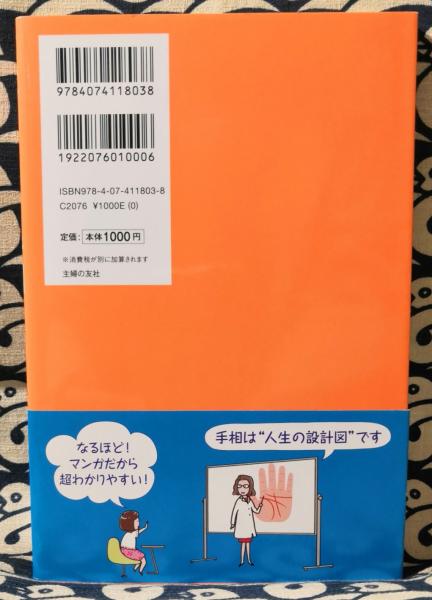 9784074118038
1922076010006
ISBN978-4-07-411803-8
C2076 ¥1000E (0)
定価：本体1000円
※消費税が別に加算されます
主婦の友社
なるほど！
マンガだから
超わかりやすい！
手相は“人生の設計図”です